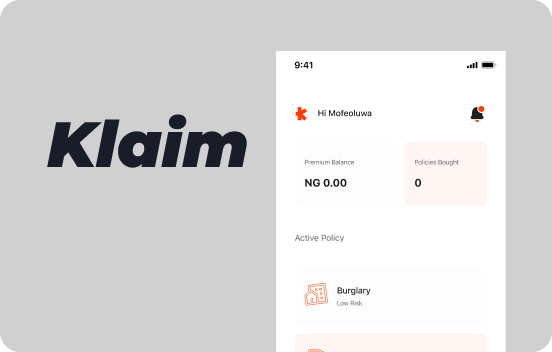 Klaim
9:41
Hi Mofeoluwa
Premium Balance
NG 0.00
Policies Bought
0
Active Policy
Burglary
Low Risk